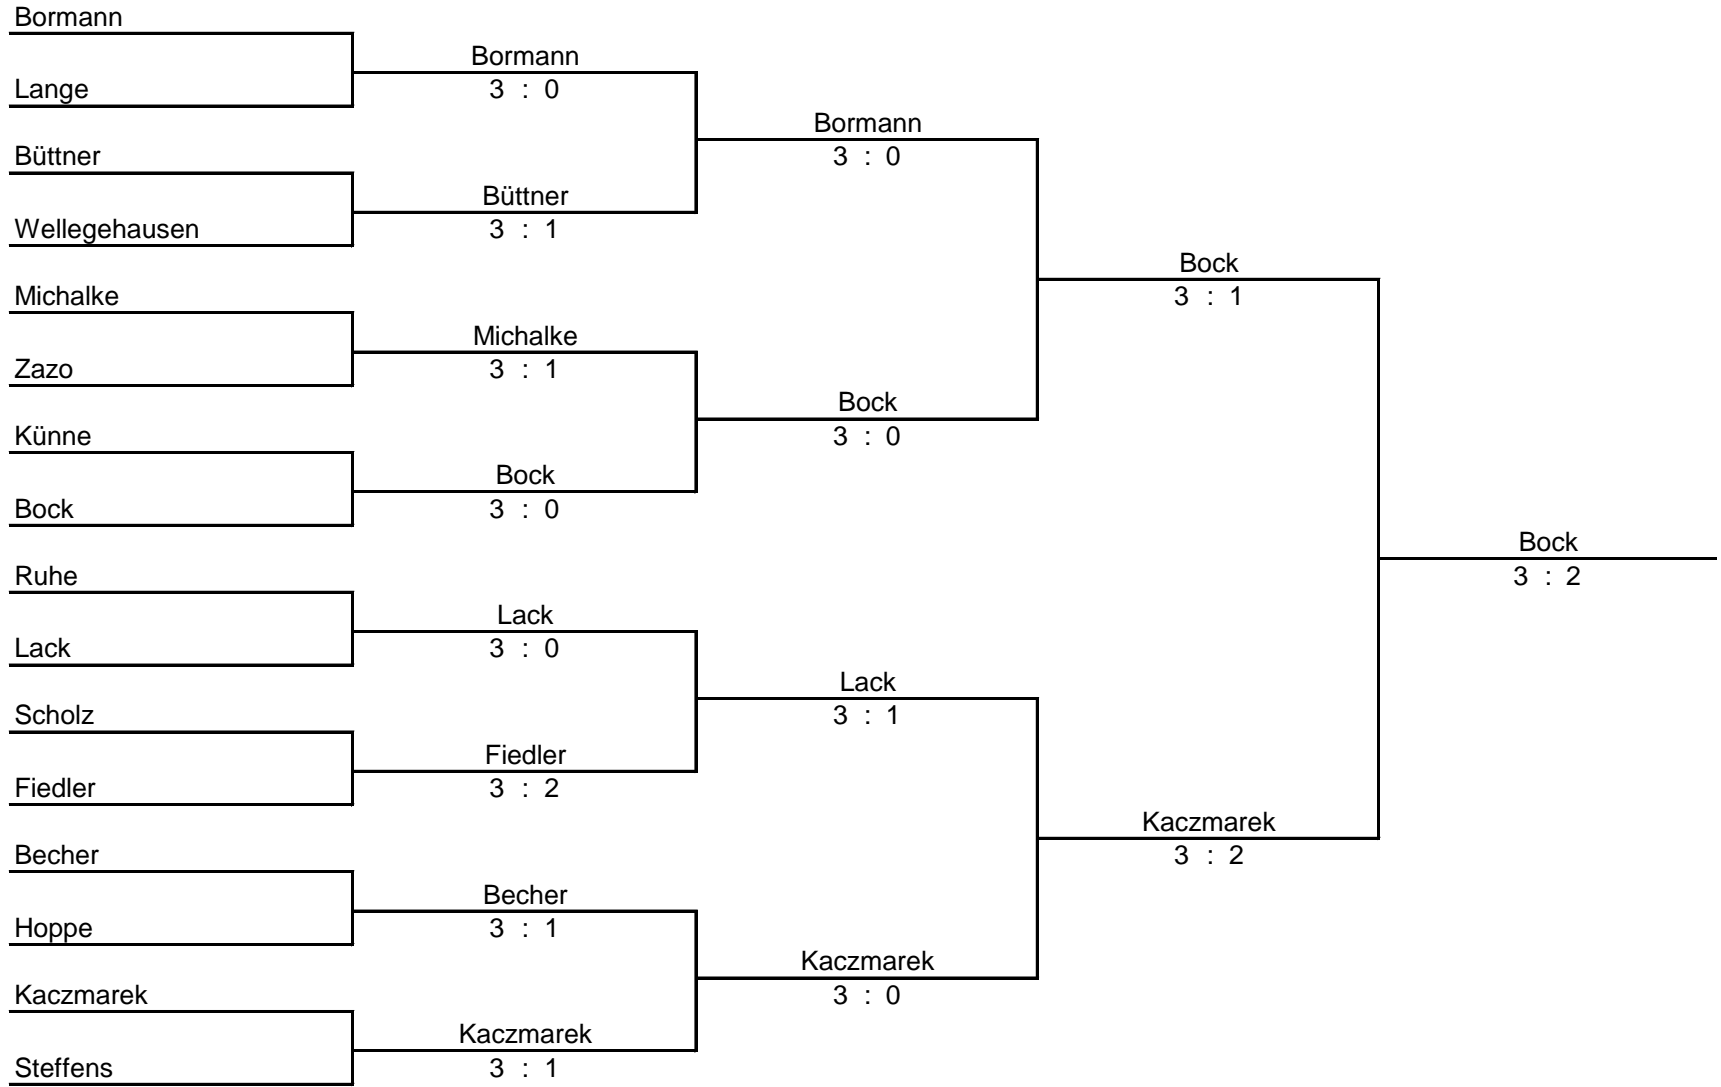 Bormann
Lange
Büttner
Wellegehausen
Michalke
Zazo
Künne
Bock
Ruhe
Lack
Scholz
Fiedler
Becher
Hoppe
Kaczmarek
Steffens
Bormann
3 : 0
Büttner
3 : 1
Michalke
3 : 1
Bock
3 : 0
Lack
3 : 0
Fiedler
3 : 2
Becher
3 : 1
Kaczmarek
3 : 1
Bormann
3 : 0
Bock
3 : 0
Lack
3 : 1
Kaczmarek
3 : 0
Bock
3 : 1
Kaczmarek
3 : 2
Bock
3 : 2